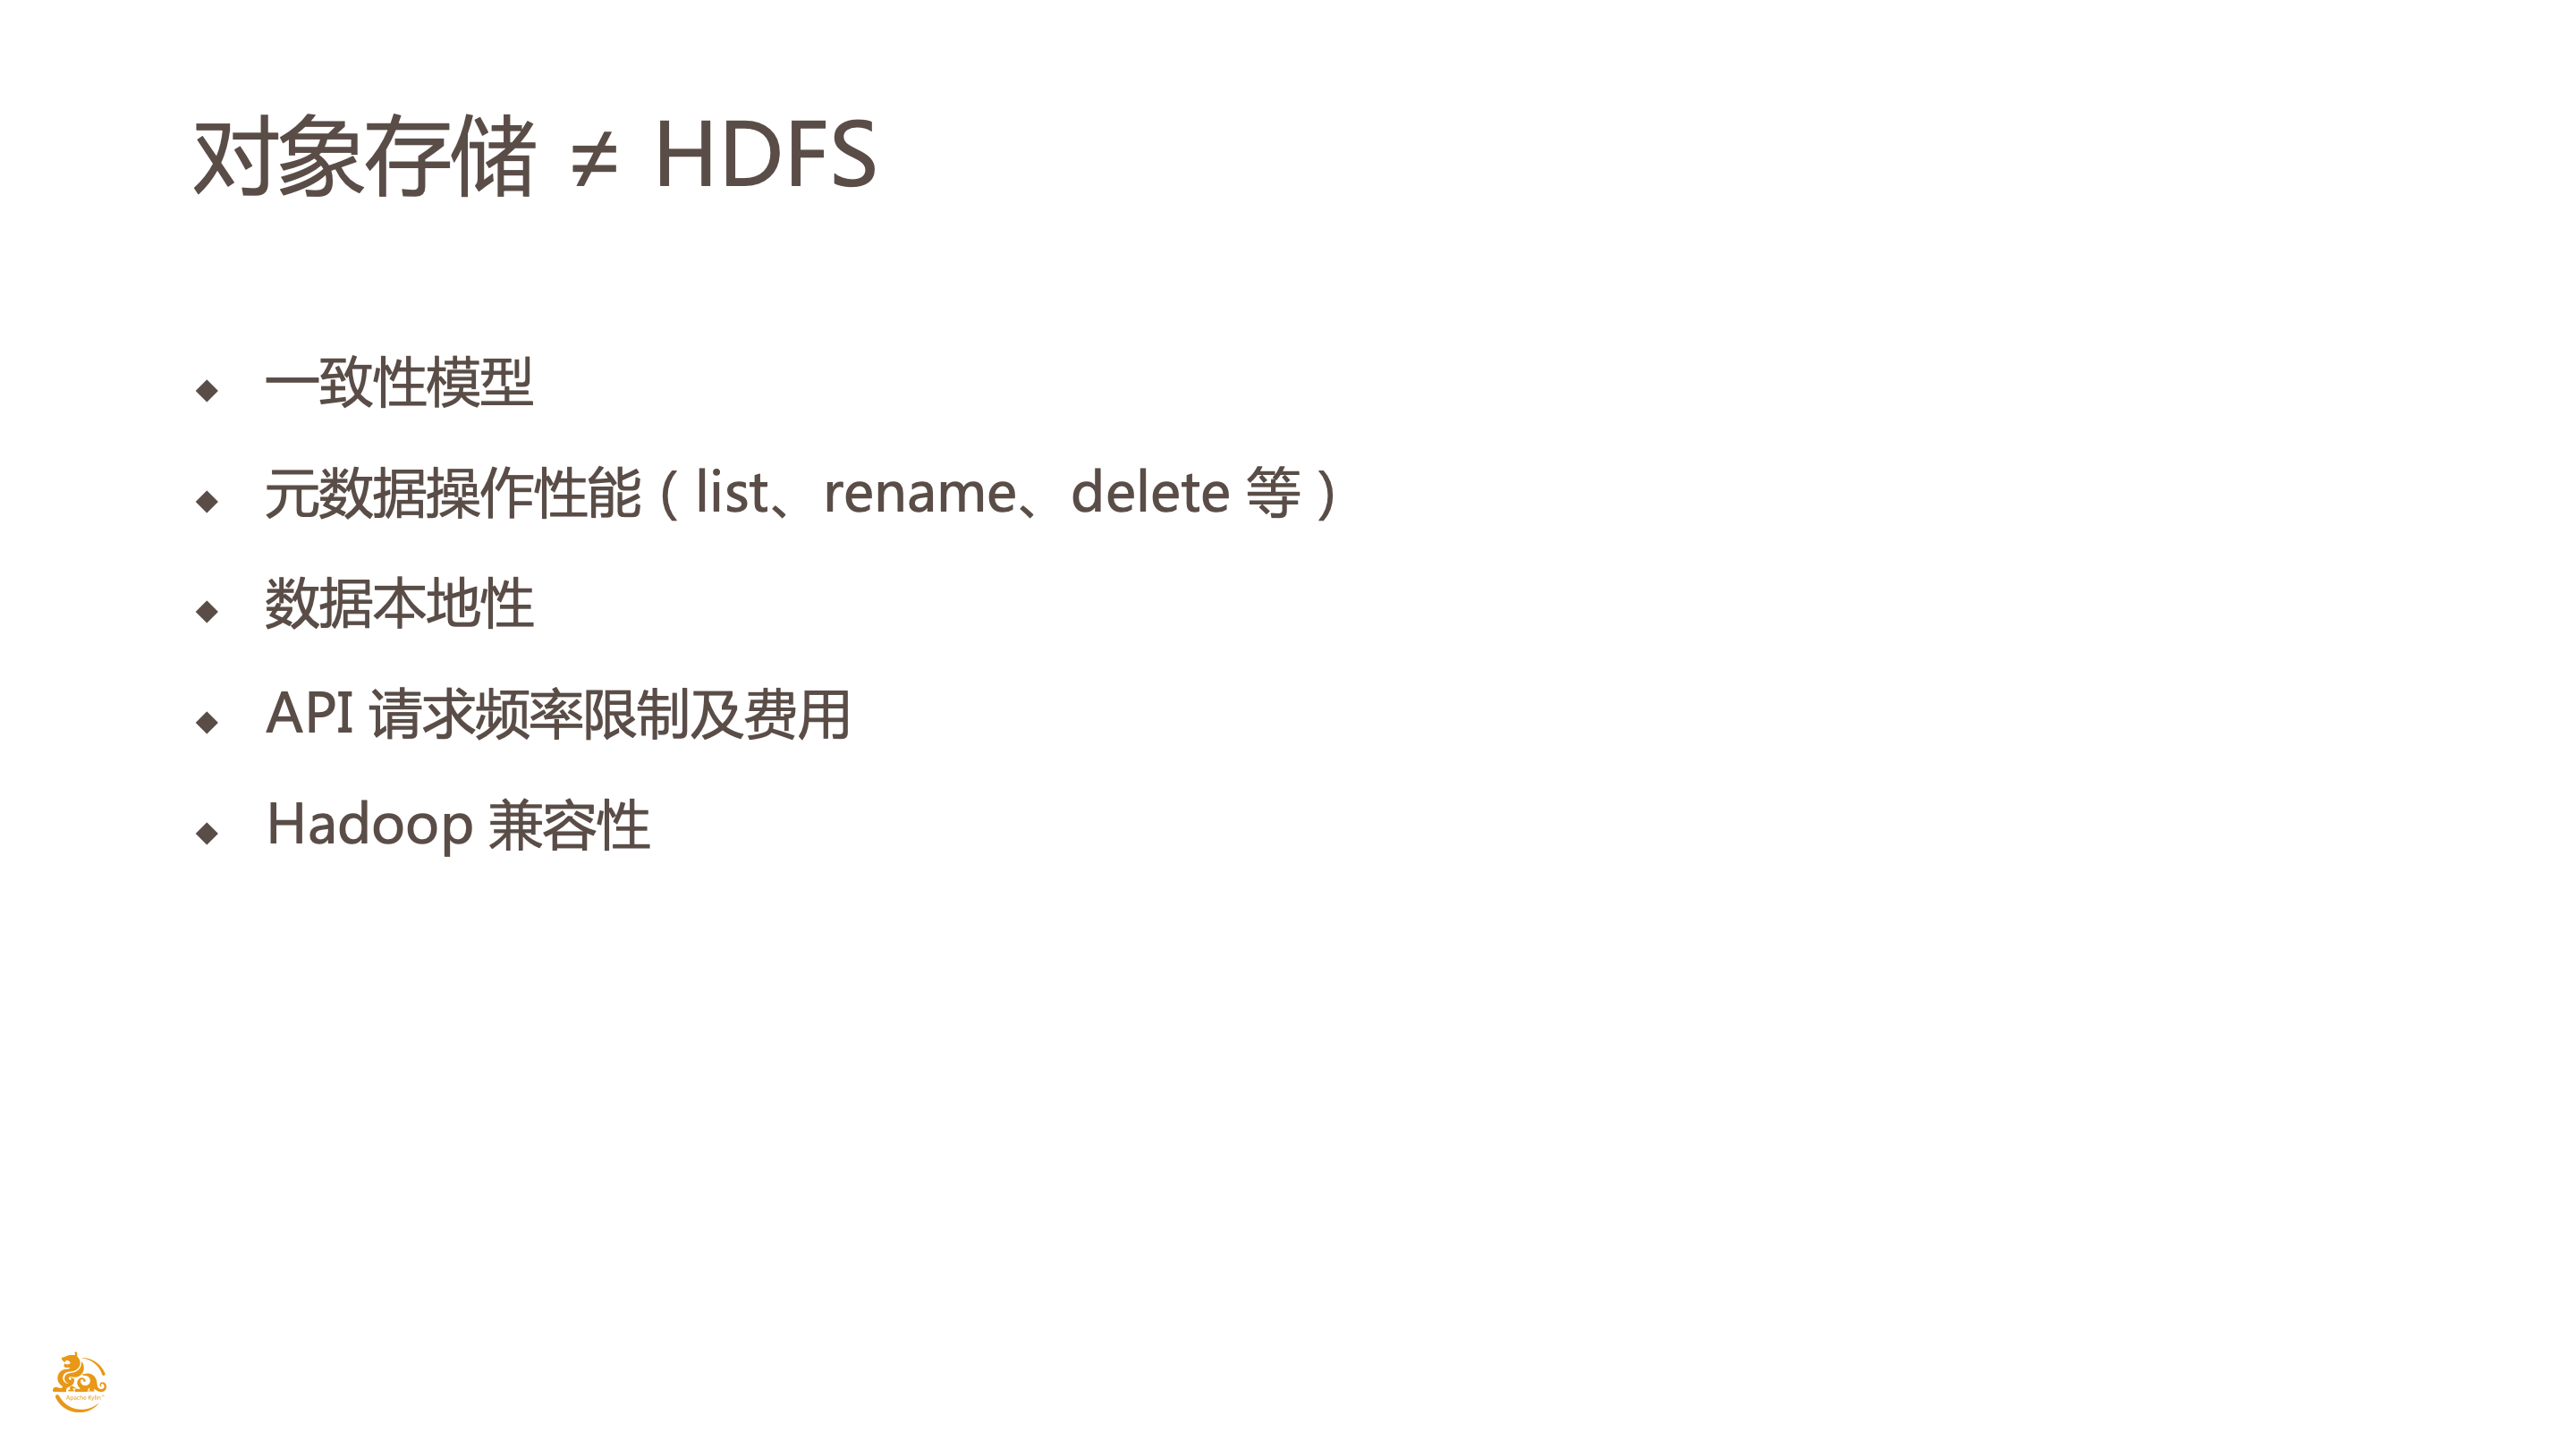 对象存储 ≠ HDFS
◆ 一致性模型
◆ 元数据操作性能（list、rename、delete 等）
◆ 数据本地性
◆ API 请求频率限制及费用
◆ Hadoop 兼容性
Apache Kylin™